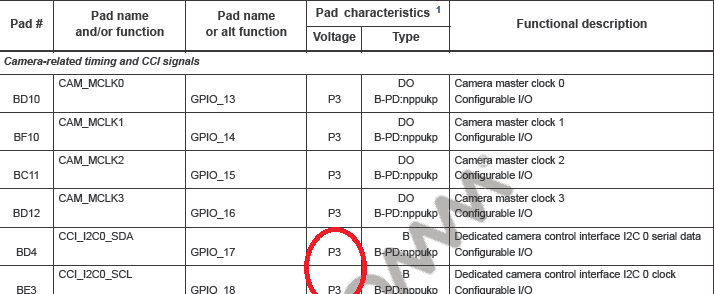 Pad # Pad name and/or function Pad name or alt function Pad characteristics 1 Voltage Type Functional description
Camera-related timing and CCI signals
CAM_MCLK0 DO Camera master clock 0
BD10 GPIO_13 P3 B-PD:nppukp Configurable I/O
CAM_MCLK1 DO Camera master clock 1
BF10 GPIO_14 P3 B-PD:nppukp Configurable I/O
CAM_MCLK2 DO Camera master clock 2
BC11 GPIO_15 P3 B-PD:nppukp Configurable I/O
CAM_MCLK3 DO Camera master clock 3
BD12 GPIO_16 P3 B-PD:nppukp Configurable I/O
CCI_I2C0_SDA B Dedicated camera control interface I2C 0 serial data
BD4 GPIO_17 P3 B-PD:nppukp Configurable I/O
CCI_I2C0_SCL B Dedicated camera control interface I2C 0 clock
BE3 GPIO_18 P3 B-PD:nppukp Configurable I/O